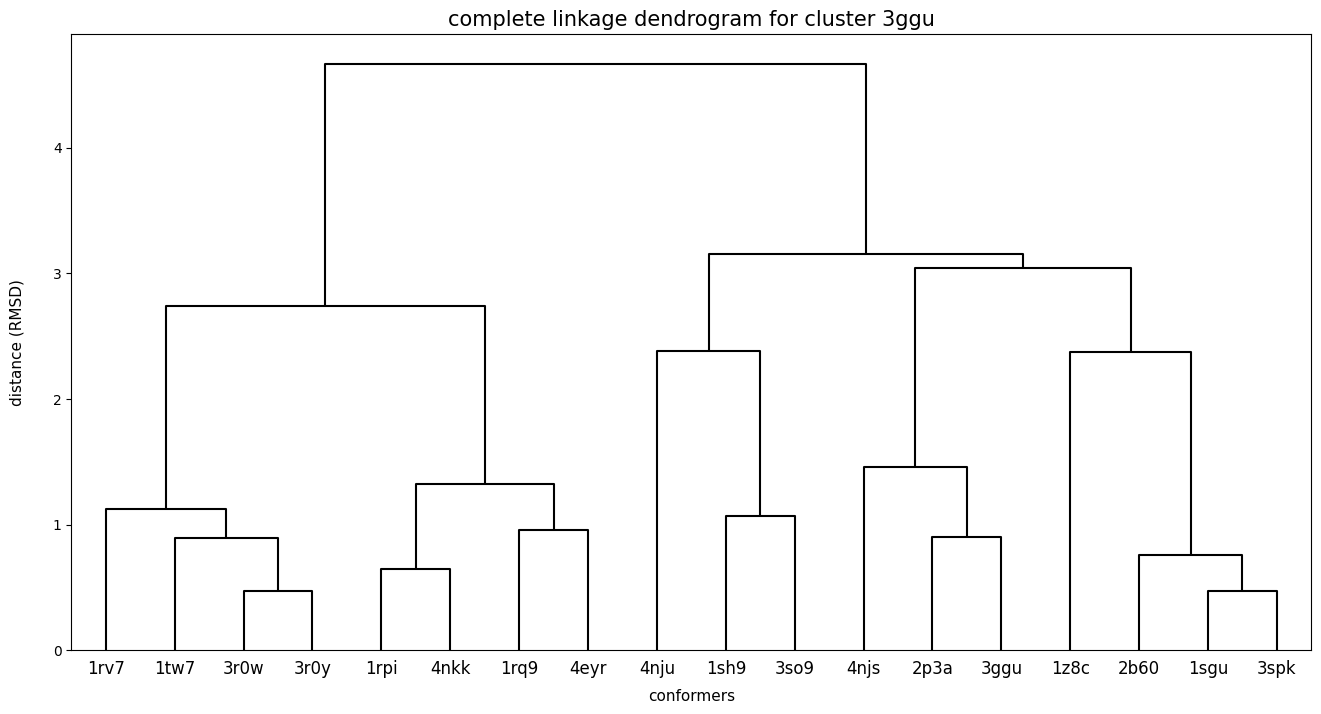 complete linkage dendrogram for cluster 3ggu
4
3
2
1
0
distance (RMSD)
1rv7 1tw7 3r0w 3r0y 1rpi 4nkk 1rq9 4eyr 4nju 1sh9 3so9 4njs 2p3a 3ggu 1z8c 2b60 1sgu 3spk
conformers